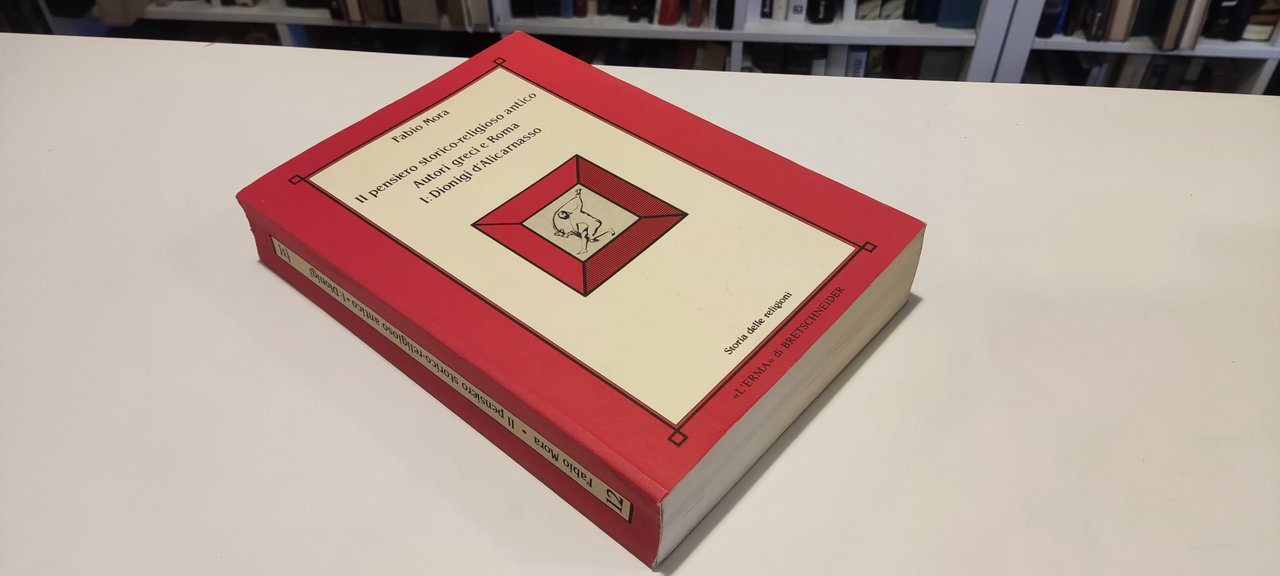 Fabio Mora
Il pensiero storico-religioso antico
Autori greci e Roma
I: Dionigi d'Alicarnasso
Storia delle religioni
«L'ERMA» di BRETSCHNEIDER
12 Fabio Mora • Il pensiero storico-religioso antico • I: Dionigi